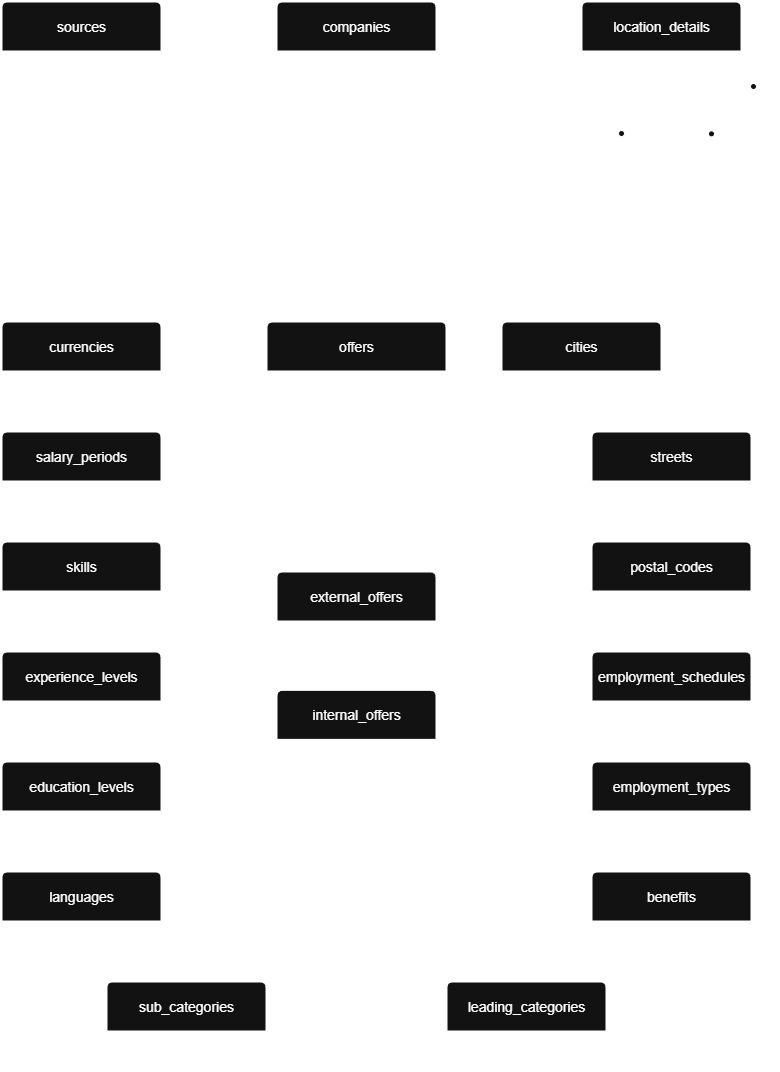 sources
companies
location_details
currencies
offers
cities
salary_periods
streets
skills
postal_codes
external_offers
experience_levels
employment_schedules
internal_offers
education_levels
employment_types
languages
benefits
sub_categories
leading_categories